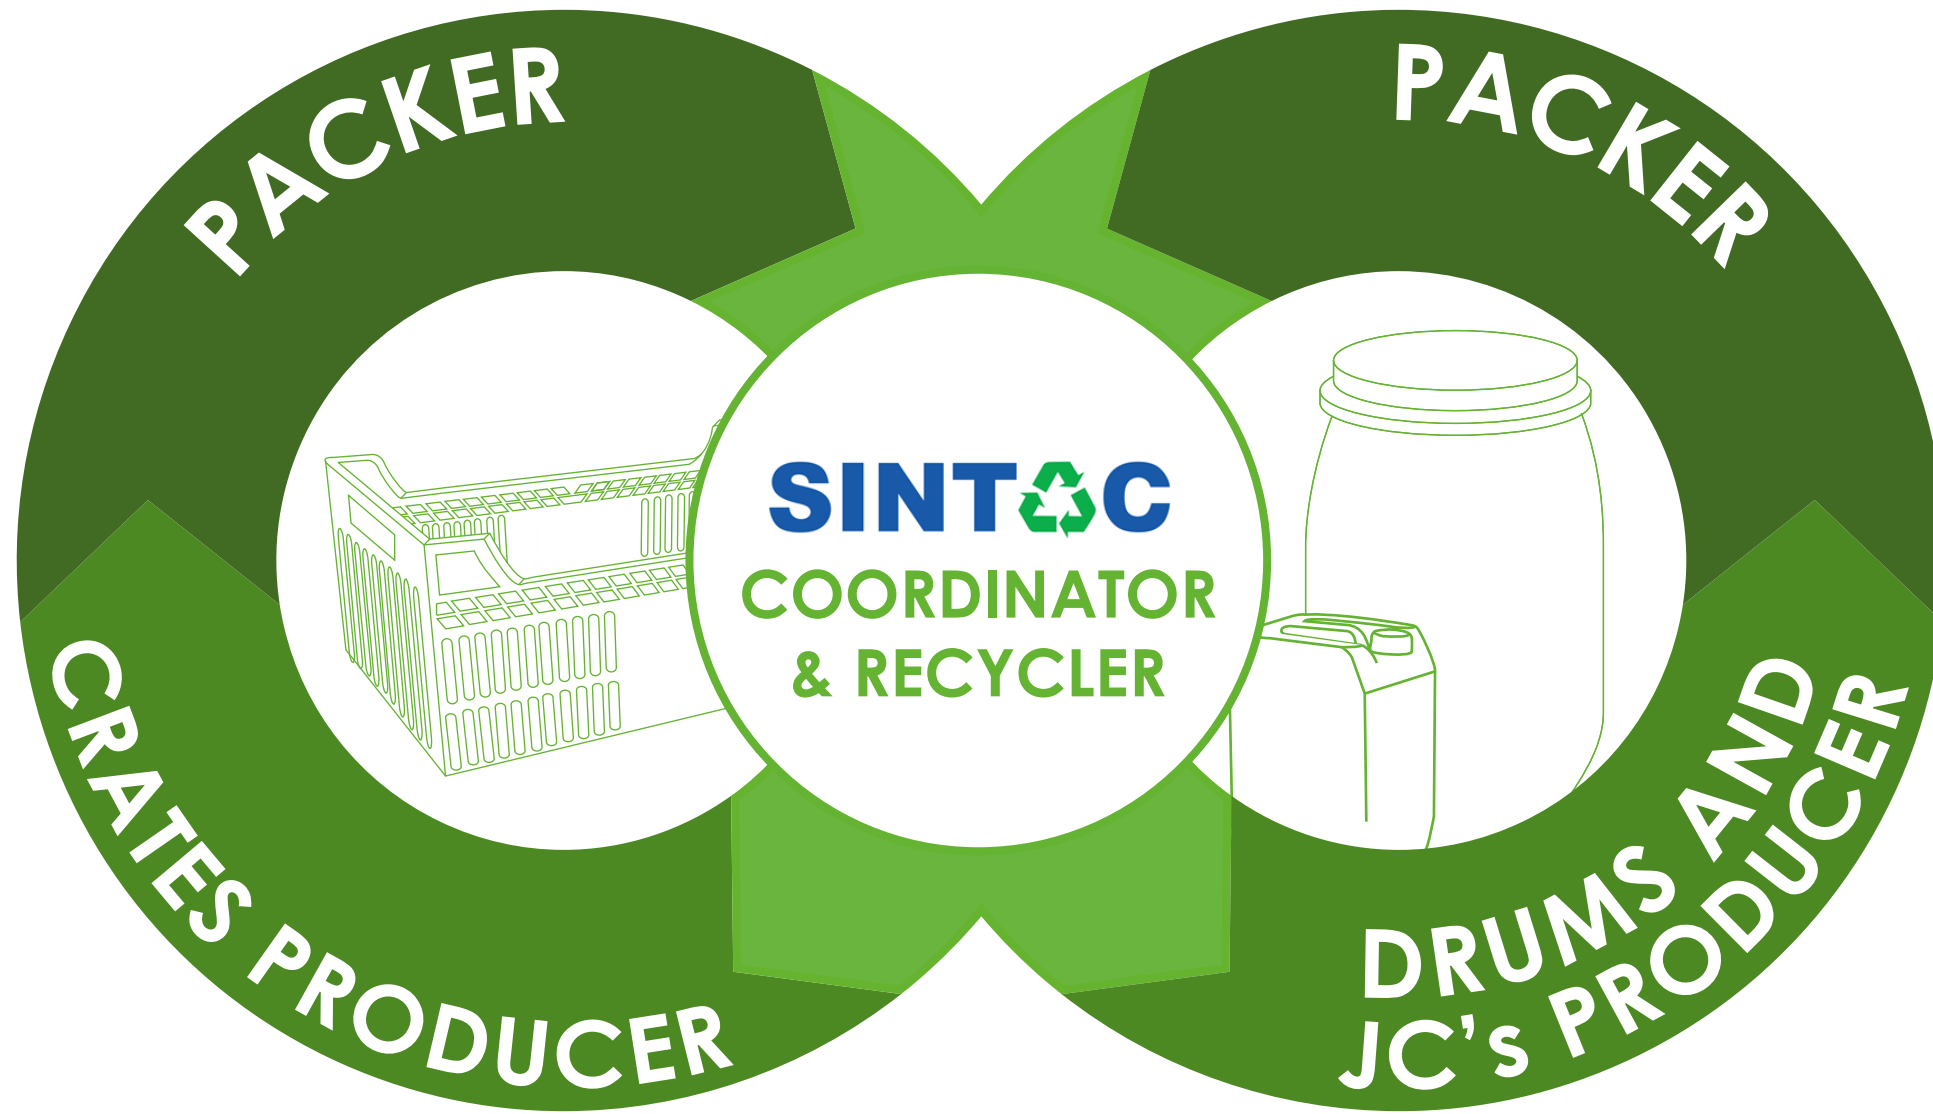 PACKER
PACKER
SINTAC
COORDINATOR
& RECYCLER
CRATES PRODUCER
DRUMS AND
JC's PRODUCER